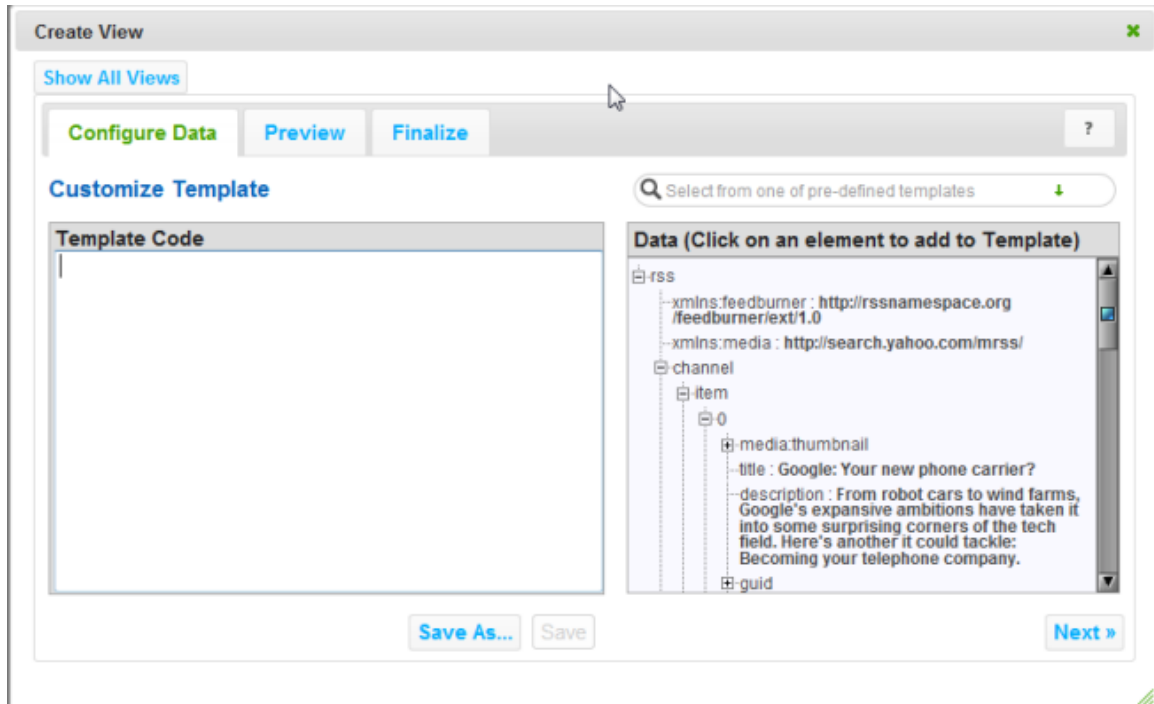 Create View
Show All Views
Configure Data Preview Finalize ?
Customize Template
Select from one of pre-defined templates
Template Code
Data (Click on an element to add to Template)
rss
xmlns:feedburner : http://rssnamespace.org
/feedburner/ext/1.0
xmlns:media : http://search.yahoo.com/mrss/
channel
item
0
media:thumbnail
title : Google: Your new phone carrier?
description : From robot cars to wind farms,
Google's expansive ambitions have taken it
into some surprising corners of the tech
field. Here's another it could tackle:
Becoming your telephone company.
guid
Save As... Save Next »